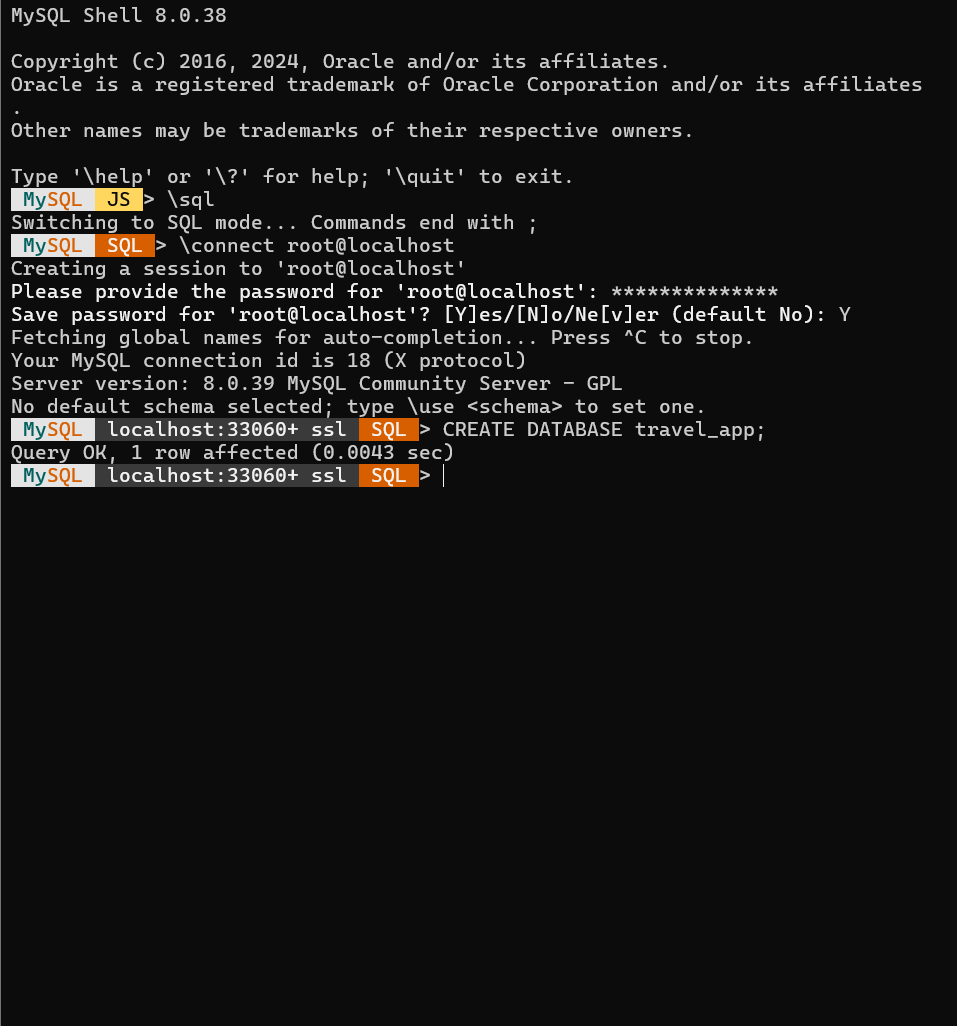 MySQL Shell 8.0.38
Copyright (c) 2016, 2024, Oracle and/or its affiliates.
Oracle is a registered trademark of Oracle Corporation and/or its affiliates
.
Other names may be trademarks of their respective owners.
Type '\help' or '\?' for help; '\quit' to exit.
MySQL JS > \sql
Switching to SQL mode... Commands end with ;
MySQL SQL > \connect root@localhost
Creating a session to 'root@localhost'
Please provide the password for 'root@localhost': **************
Save password for 'root@localhost'? [Y]es/[N]o/Ne[v]er (default No): Y
Fetching global names for auto-completion... Press ^C to stop.
Your MySQL connection id is 18 (X protocol)
Server version: 8.0.39 MySQL Community Server - GPL
No default schema selected; type \use <schema> to set one.
MySQL localhost:33060+ ssl SQL > CREATE DATABASE travel_app;
Query OK, 1 row affected (0.0043 sec)
MySQL localhost:33060+ ssl SQL >